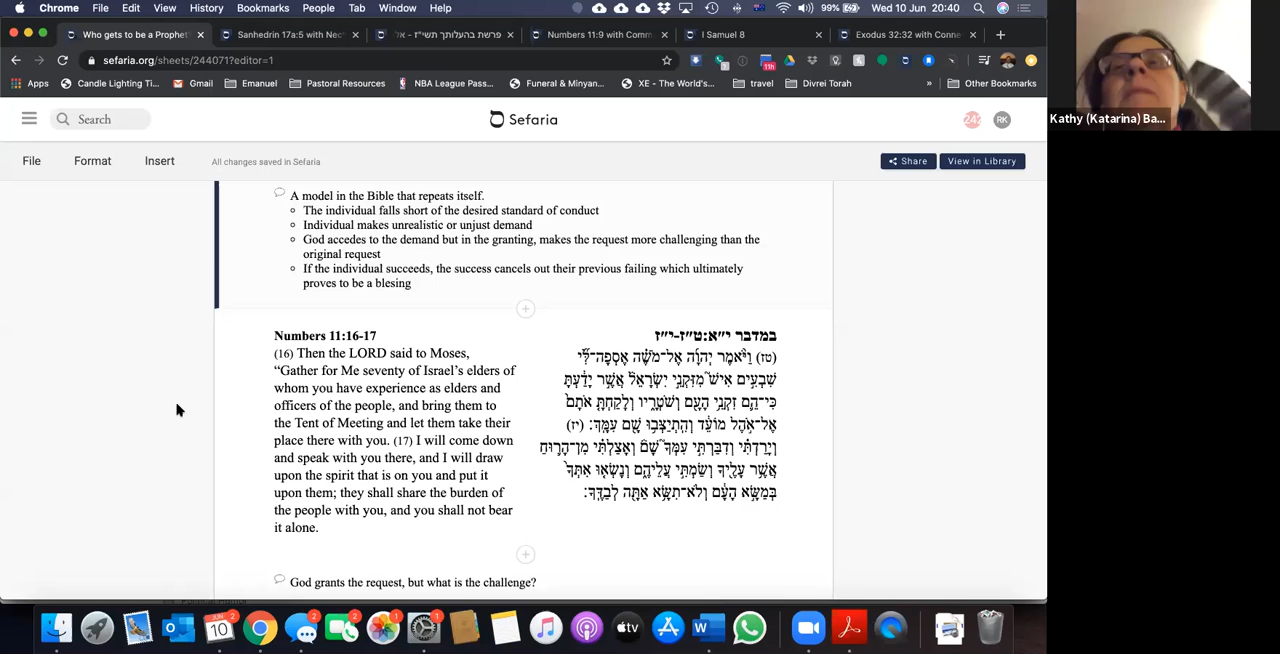 Chrome File Edit View History Bookmarks People Tab Window Help 99% Wed 10 Jun 20:40
Who gets to be a Prophet Sanhedrin 17a:5 with Nec פרשת בהעלותך תשי״ז - אל Numbers 11:9 with Comm I Samuel 8 Exodus 32:32 with Conne
sefaria.org/sheets/244071?editor=1
Apps Candle Lighting Ti... Gmail Emanuel Pastoral Resources NBA League Pass... Funeral & Minyan... XE - The World's... travel Divrei Torah » Other Bookmarks
Kathy (Katarina) Ba...
Search Sefaria 242 RK
File Format Insert All changes saved in Sefaria Share View in Library
A model in the Bible that repeats itself.
The individual falls short of the desired standard of conduct
Individual makes unrealistic or unjust demand
God accedes to the demand but in the granting, makes the request more challenging than the
original request
If the individual succeeds, the success cancels out their previous failing which ultimately
proves to be a blesing
Numbers 11:16-17
(16) Then the LORD said to Moses,
“Gather for Me seventy of Israel’s elders of
whom you have experience as elders and
officers of the people, and bring them to
the Tent of Meeting and let them take their
place there with you. (17) I will come down
and speak with you there, and I will draw
upon the spirit that is on you and put it
upon them; they shall share the burden of
the people with you, and you shall not bear
it alone.
במדבר י״א:ט״ז-י״ז
(טז) וַיֹּ֨אמֶר יְהוָ֜ה אֶל־מֹשֶׁ֗ה אֶסְפָה־לִּ֞י
שִׁבְעִ֣ים אִישׁ֮ מִזִּקְנֵ֣י יִשְׂרָאֵל֒ אֲשֶׁ֣ר יָדַ֔עְתָּ
כִּי־הֵ֛ם זִקְנֵ֥י הָעָ֖ם וְשֹׁטְרָ֑יו וְלָקַחְתָּ֤ אֹתָם֙
אֶל־אֹ֣הֶל מוֹעֵ֔ד וְהִֽתְיַצְּב֥וּ שָׁ֖ם עִמָּֽךְ׃ (יז)
וְיָרַדְתִּ֗י וְדִבַּרְתִּ֣י עִמְּךָ֮ שָׁם֒ וְאָצַלְתִּ֗י מִן־הָר֛וּחַ
אֲשֶׁ֥ר עָלֶ֖יךָ וְשַׂמְתִּ֣י עֲלֵיהֶ֑ם וְנָשְׂא֤וּ אִתְּךָ֙
בְּמַשָּׂ֣א הָעָ֔ם וְלֹא־תִשָּׂ֥א אַתָּ֖ה לְבַדֶּֽךָ׃
God grants the request, but what is the challenge?